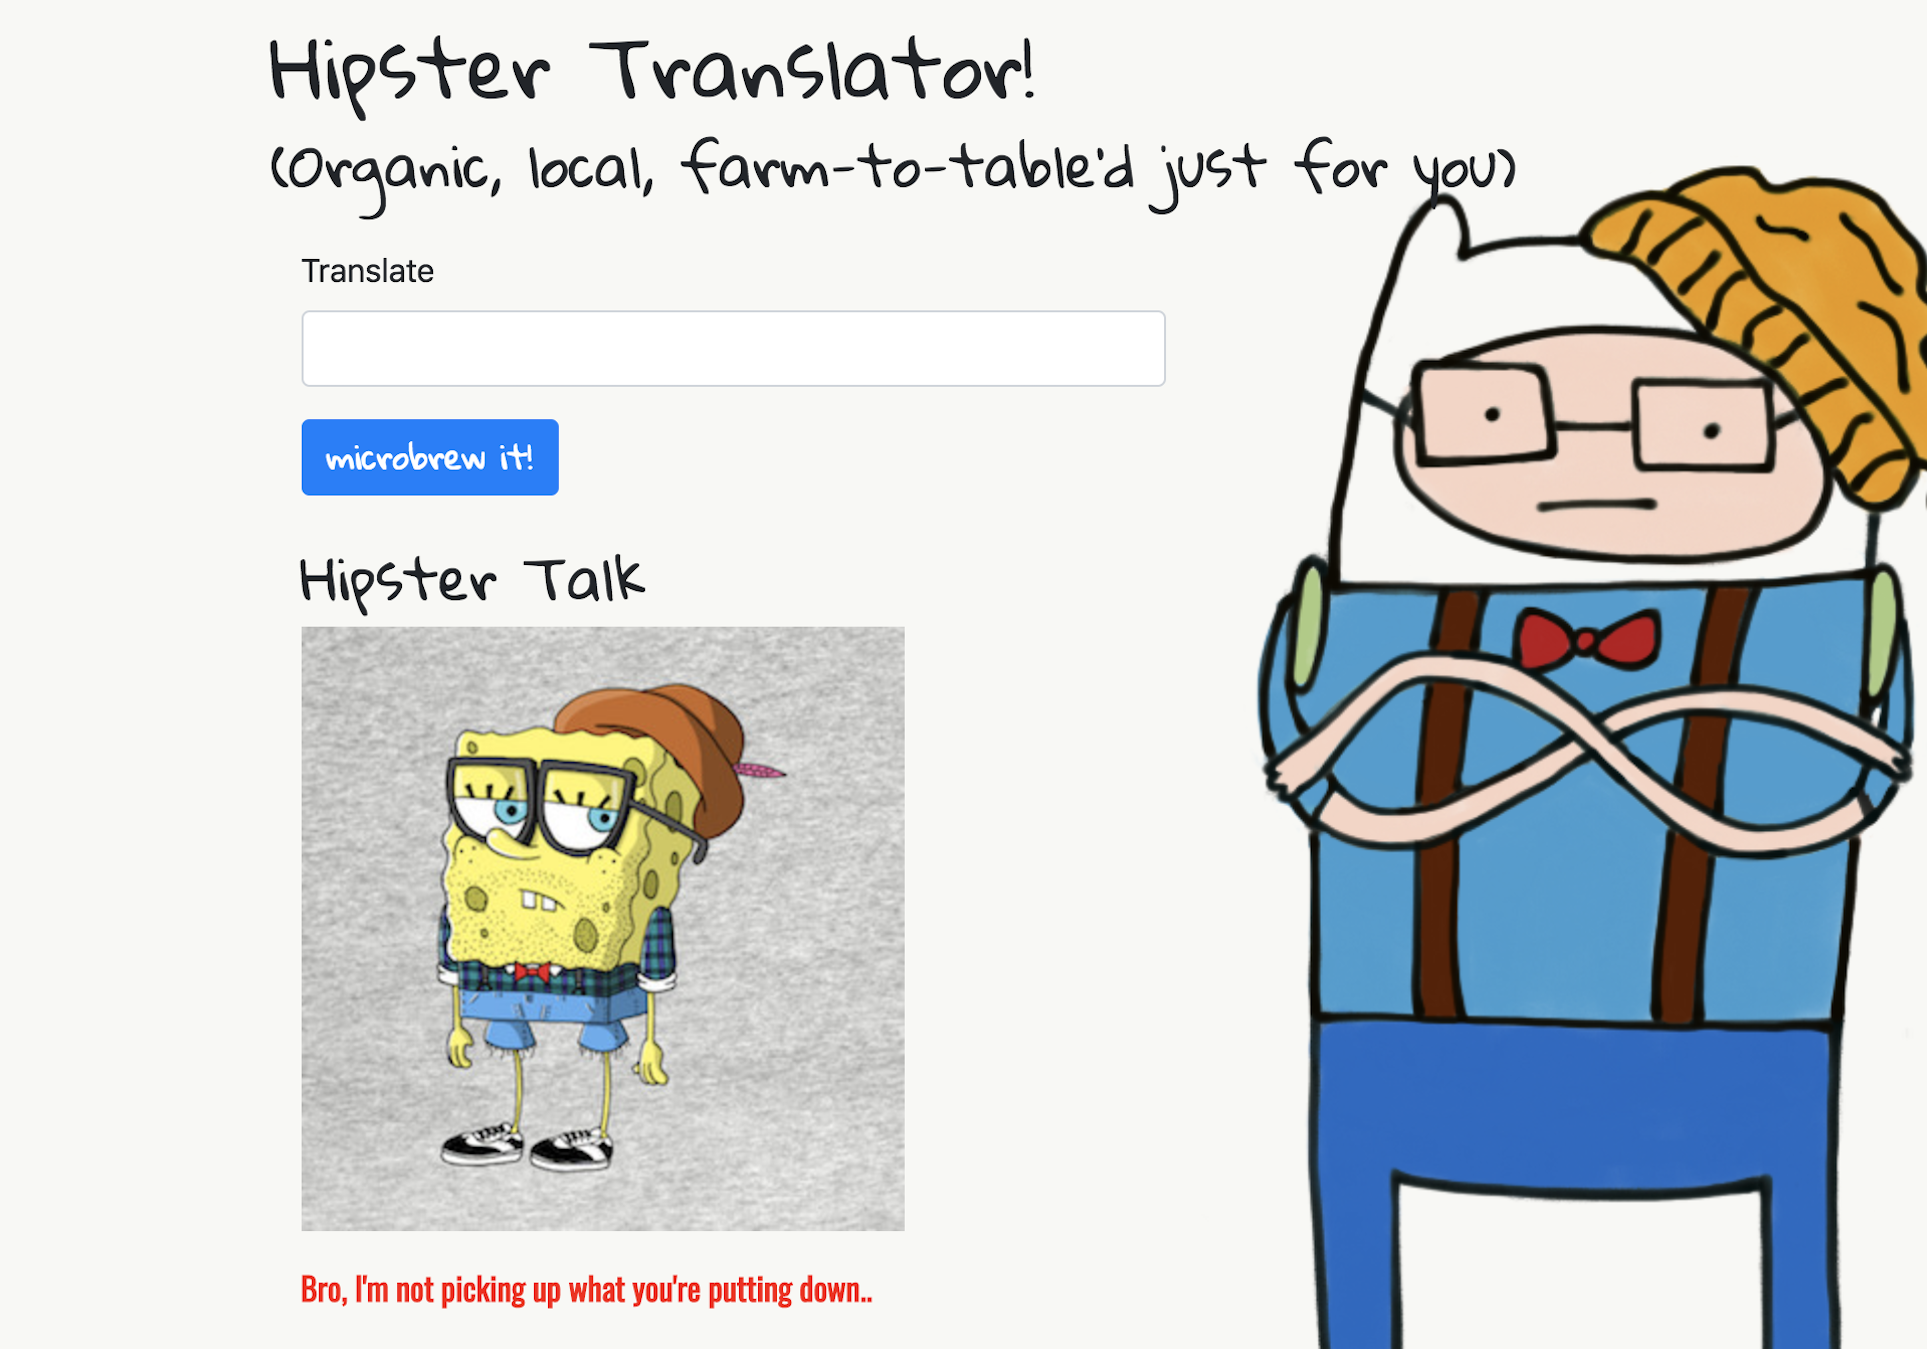 Hipster Translator!
(Organic, local, farm-to-table'd just for you)
Translate
microbrew it!
Hipster Talk
Bro, I'm not picking up what you're putting down..